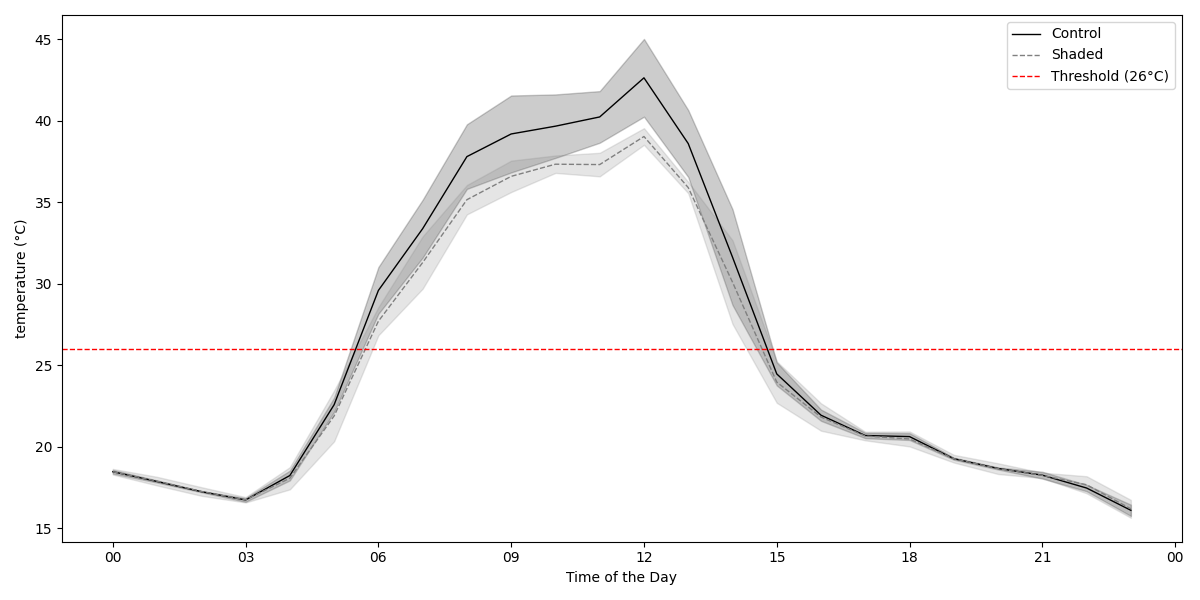 Control
Shaded
Threshold (26°C)
45
40
35
30
25
20
15
temperature (°C)
00 03 06 09 12 15 18 21 00
Time of the Day